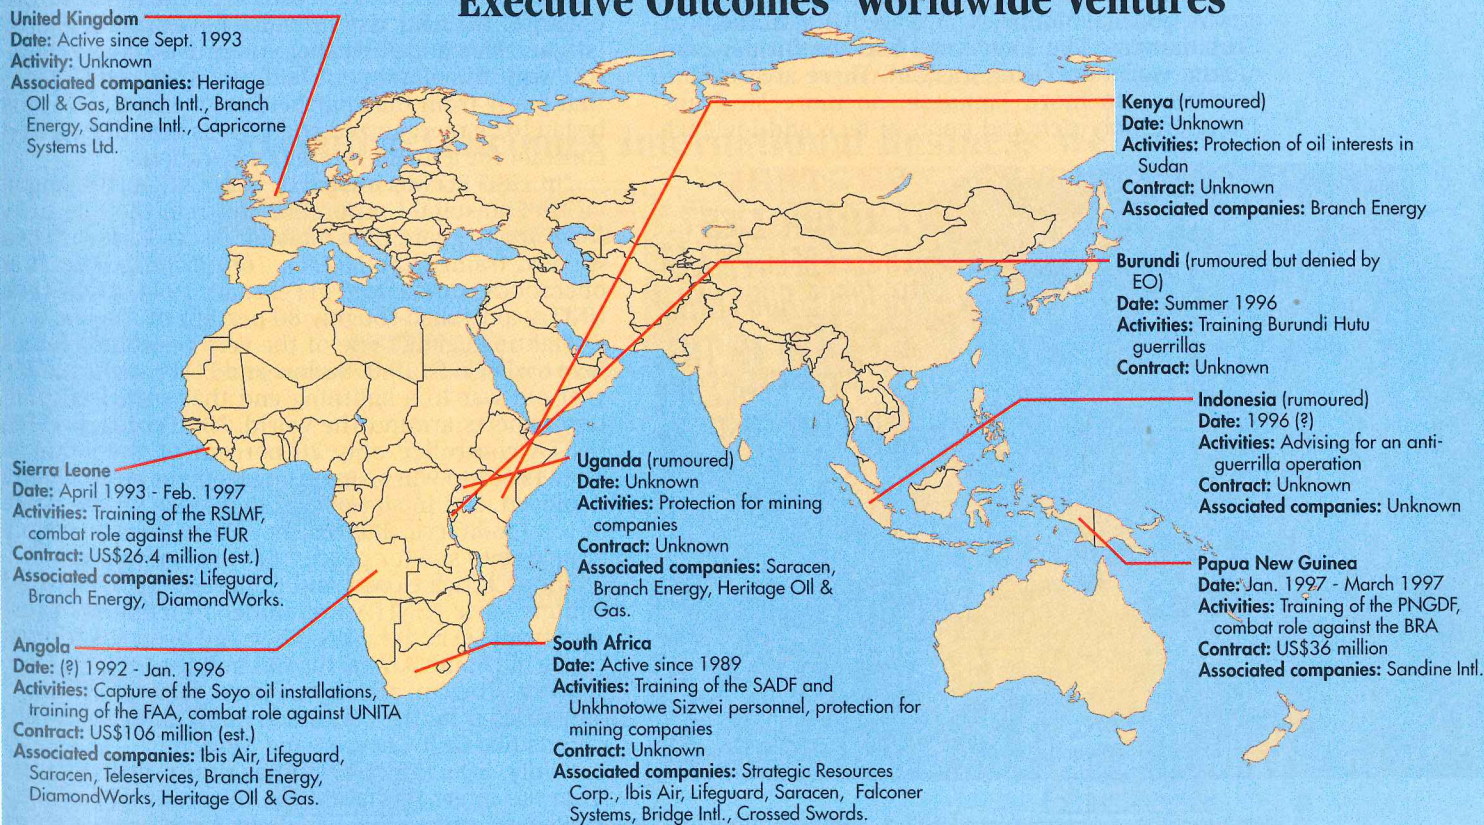 Executive Outcomes' worldwide ventures
United Kingdom
Date: Active since Sept. 1993
Activity: Unknown
Associated companies: Heritage
Oil & Gas, Branch Intl., Branch
Energy, Sandine Intl., Capricorne
Systems Ltd.
Kenya (rumoured)
Date: Unknown
Activities: Protection of oil interests in
Sudan
Contract: Unknown
Associated companies: Branch Energy
Burundi (rumoured but denied by
EO)
Date: Summer 1996
Activities: Training Burundi Hutu
guerrillas
Contract: Unknown
Indonesia (rumoured)
Date: 1996 (?)
Activities: Advising for an anti-
guerrilla operation
Contract: Unknown
Associated companies: Unknown
Sierra Leone
Date: April 1993 - Feb. 1997
Activities: Training of the RSLMF,
combat role against the FUR
Contract: US$26.4 million (est.)
Associated companies: Lifeguard,
Branch Energy, DiamondWorks.
Uganda (rumoured)
Date: Unknown
Activities: Protection for mining
companies
Contract: Unknown
Associated companies: Saracen,
Branch Energy, Heritage OIl &
Gas.
Papua New Guinea
Date: Jan. 1997 - March 1997
Activities: Training of the PNGDF,
combat role against the BRA
Contract: US$36 million
Associated companies: Sandine Intl.
Angola
Date: (?) 1992 - Jan. 1996
Activities: Capture of the Soyo oil installations,
training of the FAA, combat role against UNITA
Contract: US$106 million (est.)
Associated companies: Ibis Air, Lifeguard,
Saracen, Teleservices, Branch Energy,
DiamondWorks, Heritage OIl & Gas.
South Africa
Date: Active since 1989
Activities: Training of the SADF and
Unkhnotowe Sizwei personnel, protection for
mining companies
Contract: Unknown
Associated companies: Strategic Resources
Corp., Ibis Air, Lifeguard, Saracen, Falconer
Systems, Bridge Intl., Crossed Swords.